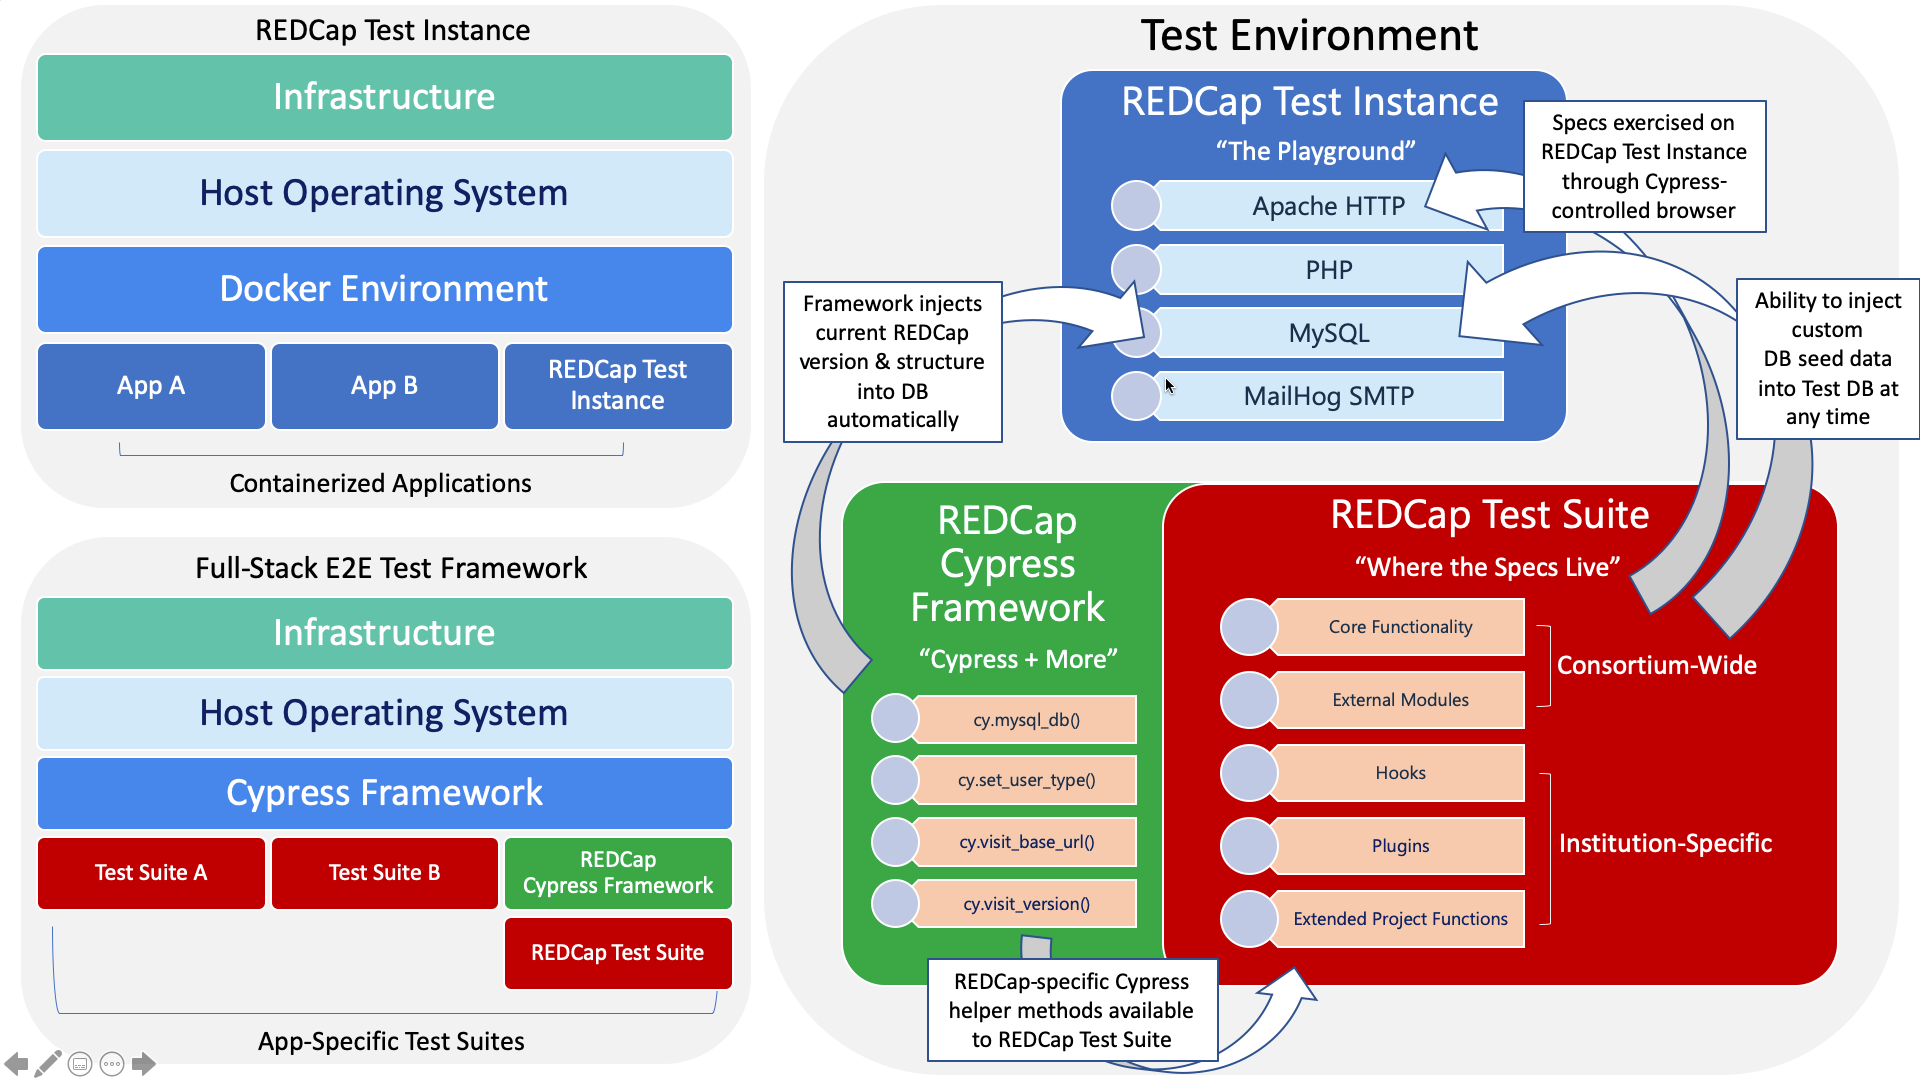 REDCap Test Instance
Infrastructure
Host Operating System
Docker Environment
App A
App B
REDCap Test
Instance
Containerized Applications
Full-Stack E2E Test Framework
Infrastructure
Host Operating System
Cypress Framework
Test Suite A
Test Suite B
REDCap
Cypress Framework
REDCap Test Suite
App-Specific Test Suites
Test Environment
REDCap Test Instance
“The Playground”
Apache HTTP
PHP
MySQL
MailHog SMTP
Specs exercised on
REDCap Test Instance
through Cypress-
controlled browser
Framework injects
current REDCap
version & structure
into DB
automatically
Ability to inject
custom
DB seed data
into Test DB at
any time
REDCap
Cypress
Framework
“Cypress + More”
cy.mysql_db()
cy.set_user_type()
cy.visit_base_url()
cy.visit_version()
REDCap Test Suite
“Where the Specs Live”
Core Functionality
External Modules
Hooks
Plugins
Extended Project Functions
Consortium-Wide
Institution-Specific
REDCap-specific Cypress
helper methods available
to REDCap Test Suite